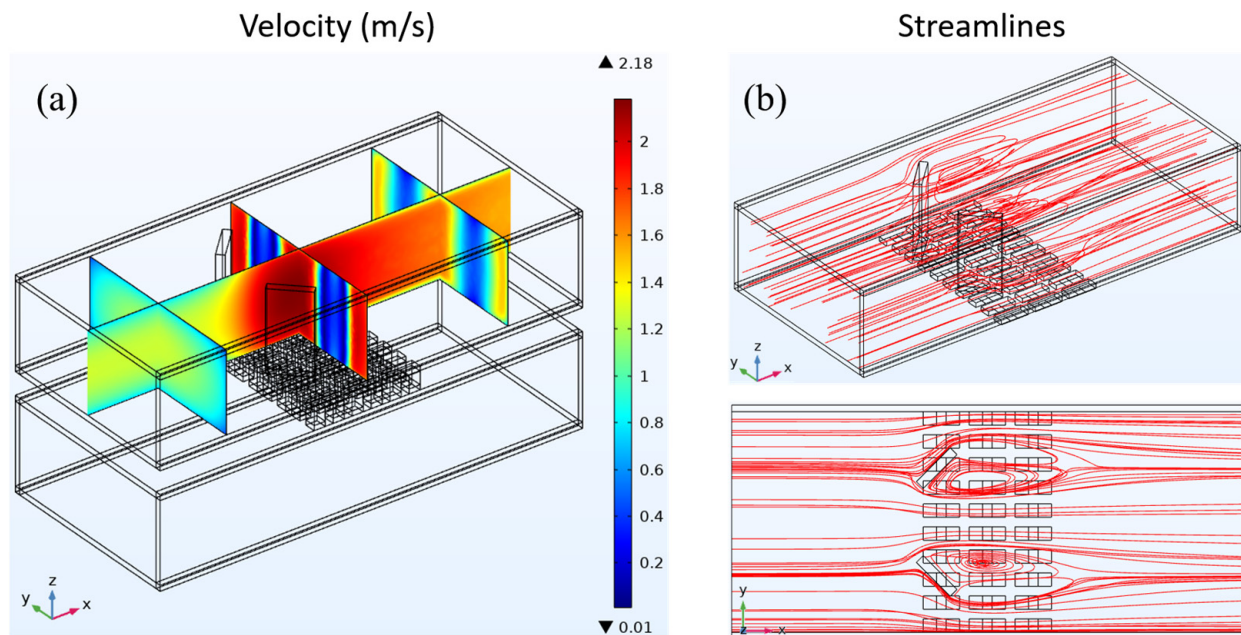 Velocity (m/s)
Streamlines
(a)
▲ 2.18
2
1.8
1.6
1.4
1.2
1
0.8
0.6
0.4
0.2
▼ 0.01
z
y
x
(b)
z
y
x
y
z
x